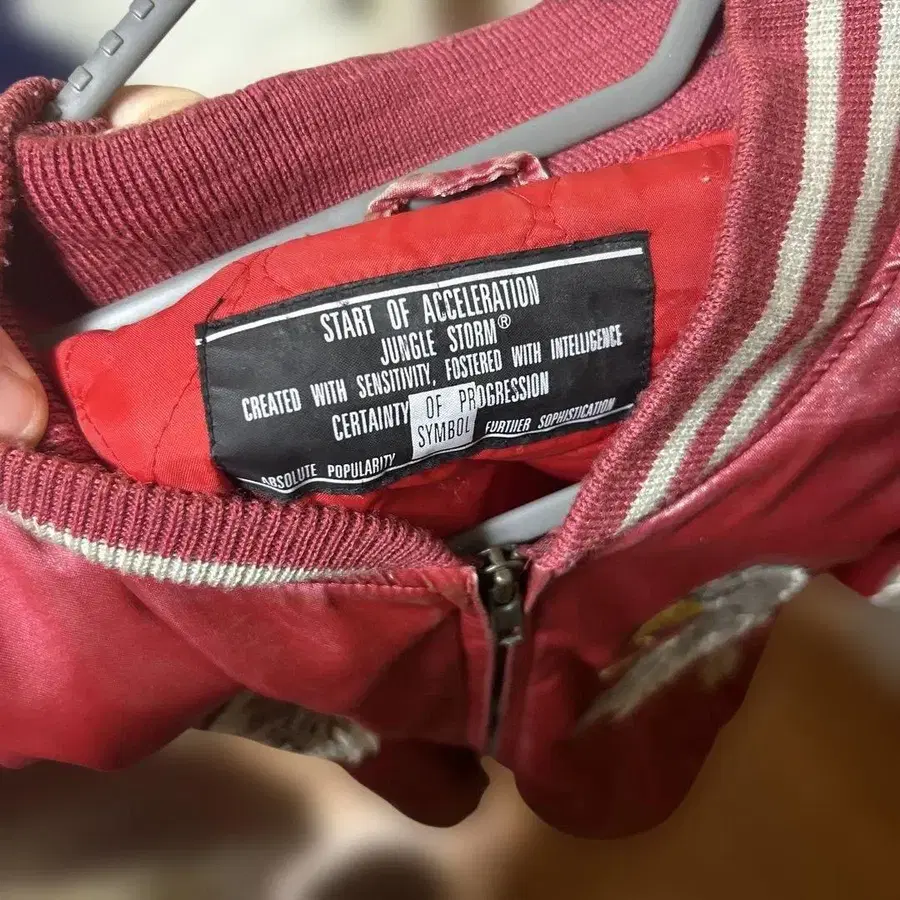 START OF ACCELERATION
JUNGLE STORM®
CREATED WITH SENSITIVITY, FOSTERED WITH INTELLIGENCE
CERTAINTY OF PROGRESSION
SYMBOL FURTHER SOPHISTICATION
ABSOLUTE POPULARITY